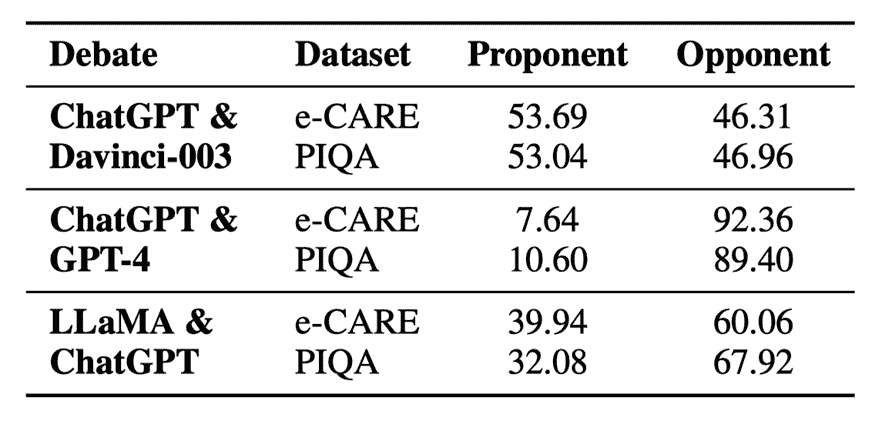 Debate Dataset Proponent Opponent
ChatGPT & e-CARE 53.69 46.31
Davinci-003 PIQA 53.04 46.96
ChatGPT & e-CARE 7.64 92.36
GPT-4 PIQA 10.60 89.40
LLaMA & e-CARE 39.94 60.06
ChatGPT PIQA 32.08 67.92